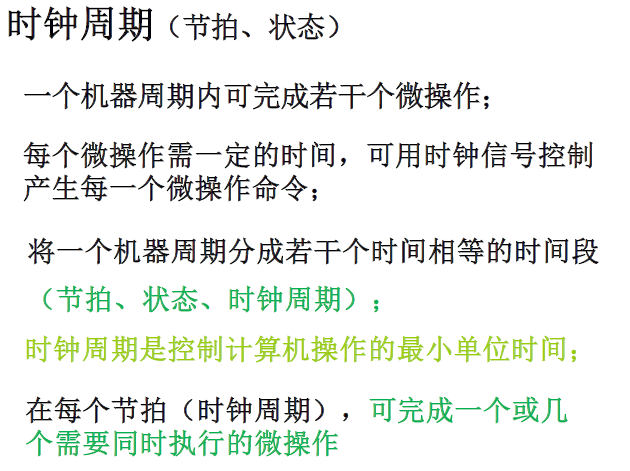 时钟周期（节拍、状态）
一个机器周期内可完成若干个微操作；
每个微操作需一定的时间，可用时钟信号控制
产生每一个微操作命令；
将一个机器周期分成若干个时间相等的时间段
（节拍、状态、时钟周期）；
时钟周期是控制计算机操作的最小单位时间；
在每个节拍（时钟周期），可完成一个或几
个需要同时执行的微操作